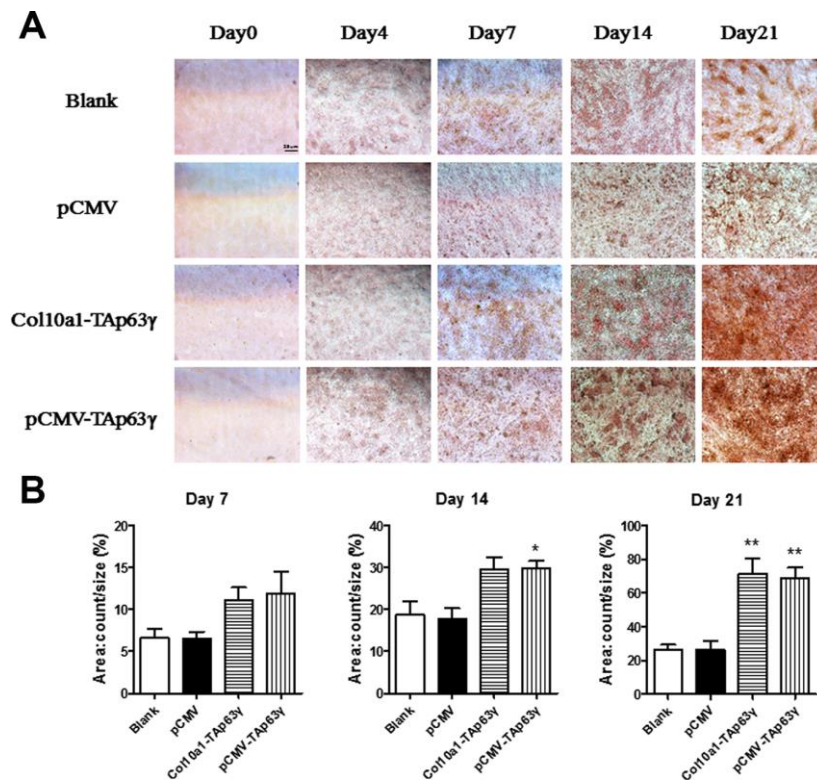 A
Day0 Day4 Day7 Day14 Day21
Blank
pCMV
Col10a1-TAp63γ
pCMV-TAp63γ
B
Day 7
Area:count/size (%)
20
15
10
5
0
Blank
pCMV
Col10a1-TAp63γ
pCMV-TAp63γ
Day 14
Area:count/size (%)
40
30
20
10
0
*
Blank
pCMV
Col10a1-TAp63γ
pCMV-TAp63γ
Day 21
Area:count/size (%)
100
80
60
40
20
0
** **
Blank
pCMV
Col10a1-TAp63γ
pCMV-TAp63γ